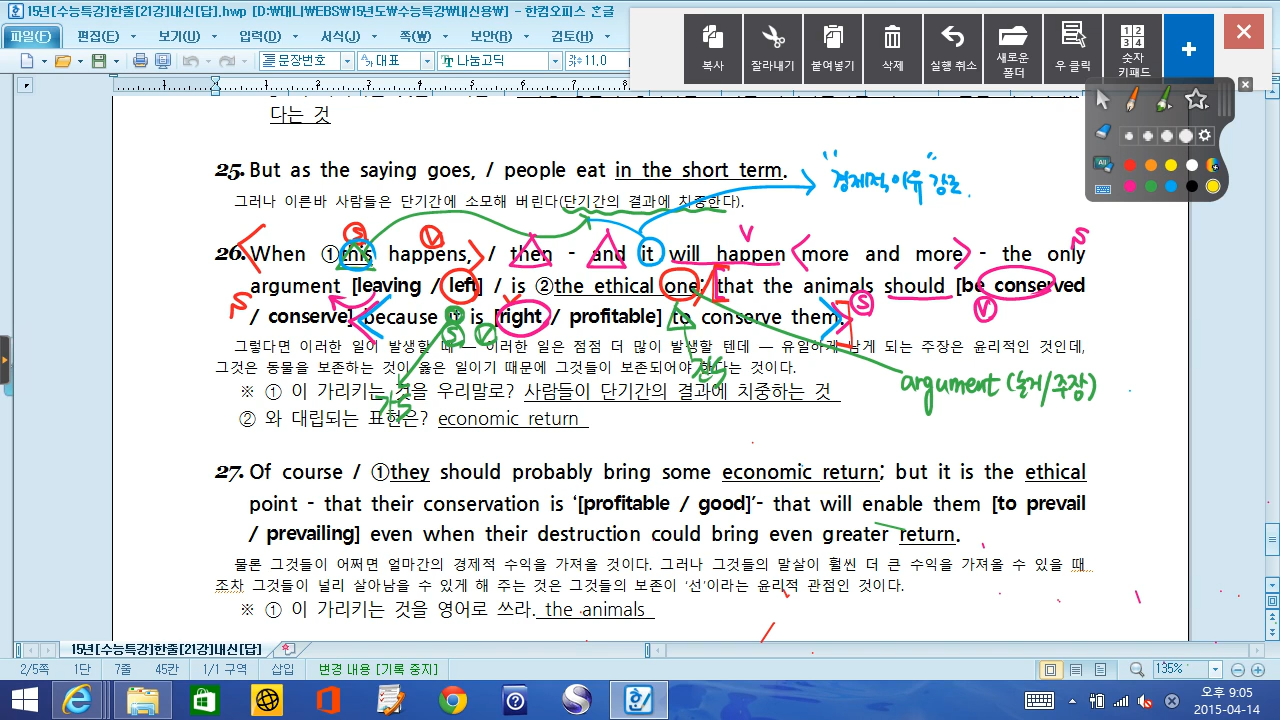 15년[수능특강]한줄[21강]내신[답].hwp [D:₩대니₩EBS₩15년도₩수능특강₩내신용₩] - 한컴오피스 흔글
파일(F) 편집(E) 보기(U) 입력(D) 서식(J) 쪽(W) 보안(R) 검토(H)
문단번호 대표 나눔고딕 11.0
복사 잘라내기 붙여넣기 삭제 실행 취소 새로운 폴더 우 클릭 숫자 키패드
다는 것
25. But as the saying goes, / people eat in the short term.
"경제적 이유" 강조
그러나 이른바 사람들은 단기간에 소모해 버린다(단기간의 결과에 치중한다).
S V V S
26. When ①this happens, / then - and it will happen more and more - the only
argument [leaving / left] / is ②the ethical one; that the animals should [be conserved
S V S V
/ conserve] because it is [right / profitable] to conserve them.
S V
그렇다면 이러한 일이 발생할 때 — 이러한 일은 점점 더 많이 발생할 텐데 — 유일하게 남게 되는 주장은 윤리적인 것인데,
그것은 동물을 보존하는 것이 옳은 일이기 때문에 그것들이 보존되어야 한다는 것이다.
진S argument (논거/주장)
※ ① 이 가리키는 것을 우리말로? 사람들이 단기간의 결과에 치중하는 것
가S
② 와 대립되는 표현은? economic return
27. Of course / ①they should probably bring some economic return; but it is the ethical
point - that their conservation is ‘[profitable / good]’- that will enable them [to prevail
/ prevailing] even when their destruction could bring even greater return.
물론 그것들이 어쩌면 얼마간의 경제적 수익을 가져올 것이다. 그러나 그것들의 말살이 훨씬 더 큰 수익을 가져올 수 있을 때
조차 그것들이 널리 살아남을 수 있게 해 주는 것은 그것들의 보존이 ‘선’이라는 윤리적 관점인 것이다.
※ ① 이 가리키는 것을 영어로 쓰라. the animals
15년[수능특강]한줄[21강]내신[답]
2/5쪽 1단 7줄 45칸 1/1 구역 삽입 변경 내용 [기록 중지] 135%
오후 9:05
2015-04-14